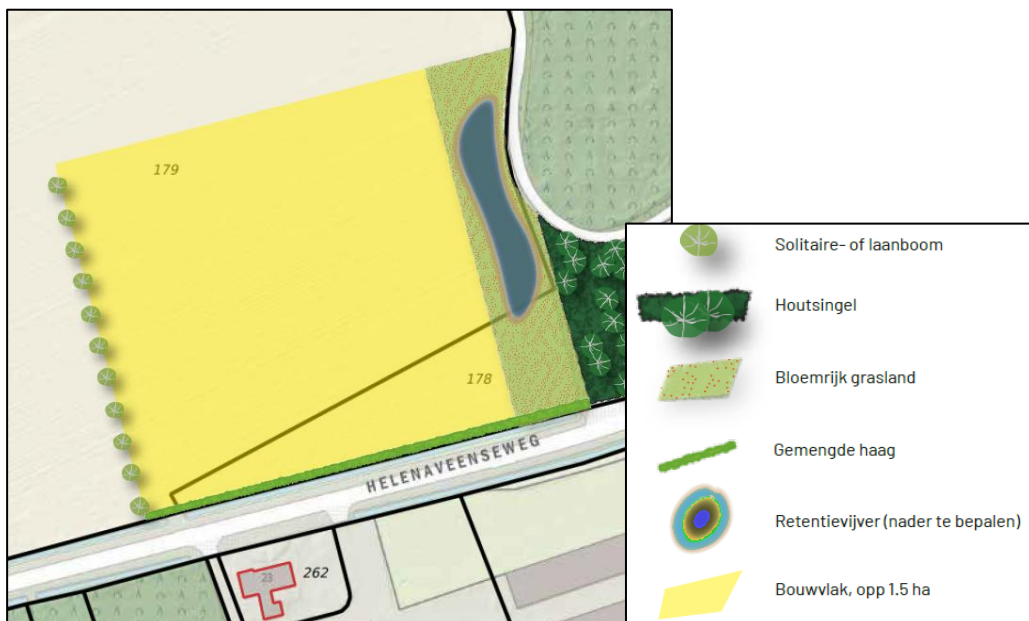 179
178
HELENAVEENSEWEG
23
262
Solitaire- of laanboom
Houtsingel
Bloemrijk grasland
Gemengde haag
Retentievijver (nader te bepalen)
Bouwvlak, opp 1.5 ha